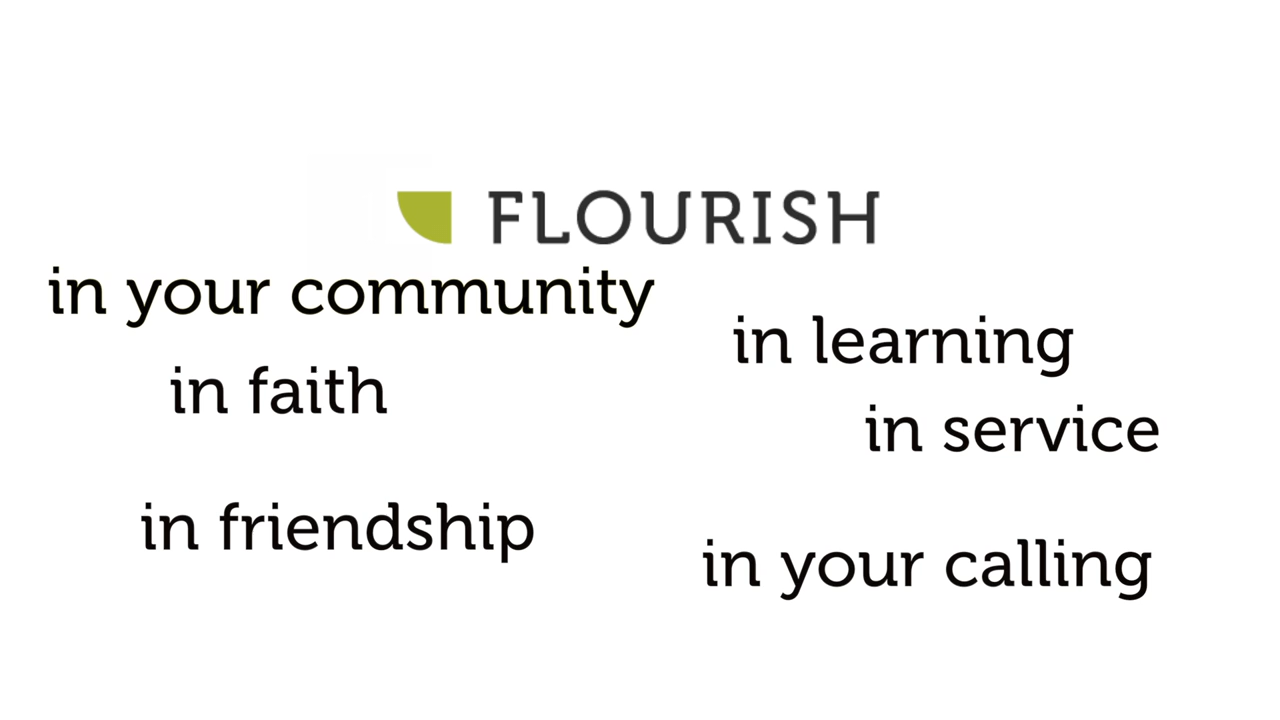 FLOURISH
in your community
in learning
in faith
in service
in friendship
in your calling